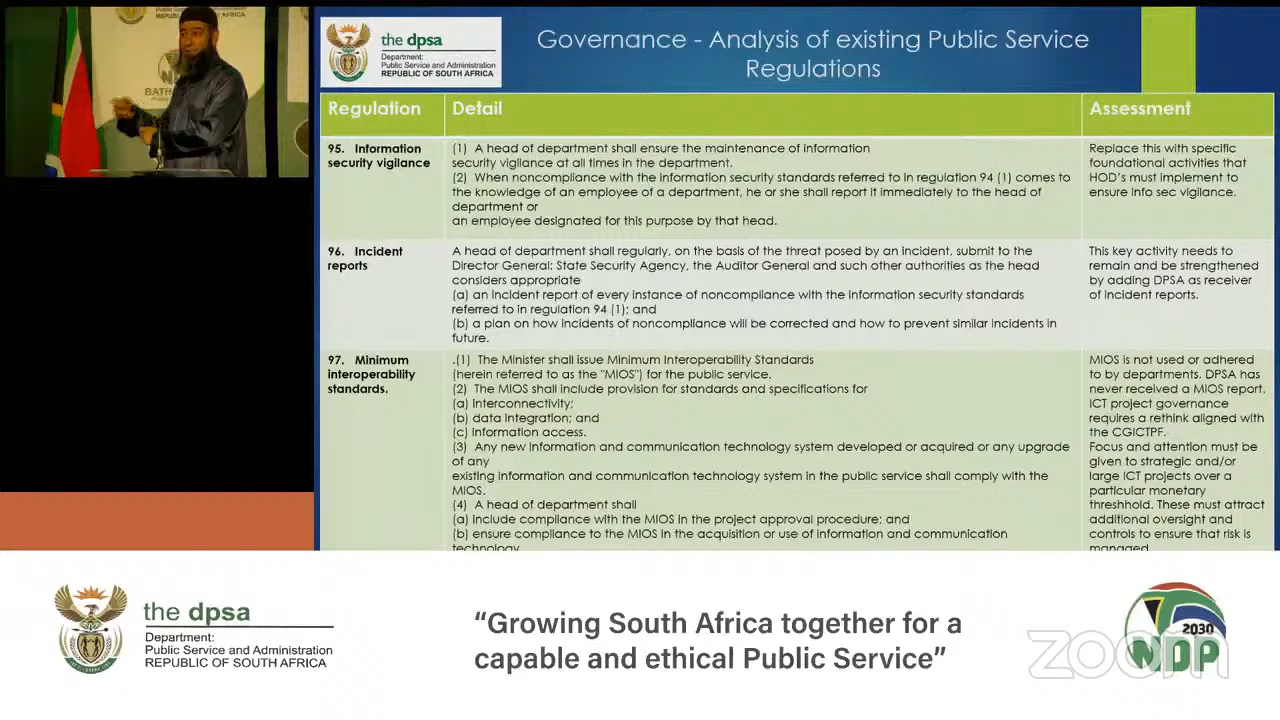 the dpsa
Department:
Public Service and Administration
REPUBLIC OF SOUTH AFRICA
Governance - Analysis of existing Public Service
Regulations
Regulation
Detail
Assessment
95. Information
security vigilance
(1) A head of department shall ensure the maintenance of information
security vigilance at all times in the department.
(2) When noncompliance with the information security standards referred to in regulation 94 (1) comes to
the knowledge of an employee of a department, he or she shall report it immediately to the head of
department or
an employee designated for this purpose by that head.
Replace this with specific
foundational activities that
HOD's must implement to
ensure info sec vigilance.
96. Incident
reports
A head of department shall regularly, on the basis of the threat posed by an incident, submit to the
Director General: State Security Agency, the Auditor General and such other authorities as the head
considers appropriate
(a) an incident report of every instance of noncompliance with the information security standards
referred to in regulation 94 (1); and
(b) a plan on how incidents of noncompliance will be corrected and how to prevent similar incidents in
future.
This key activity needs to
remain and be strengthened
by adding DPSA as receiver
of incident reports.
97. Minimum
interoperability
standards.
.(1) The Minister shall issue Minimum Interoperability Standards
(herein referred to as the "MIOS") for the public service.
(2) The MIOS shall include provision for standards and specifications for
(a) interconnectivity;
(b) data integration; and
(c) information access.
(3) Any new information and communication technology system developed or acquired or any upgrade
of any
existing information and communication technology system in the public service shall comply with the
MIOS.
(4) A head of department shall
(a) include compliance with the MIOS in the project approval procedure; and
(b) ensure compliance to the MIOS in the acquisition or use of information and communication
technology
MIOS is not used or adhered
to by departments. DPSA has
never received a MIOS report.
ICT project governance
requires a rethink aligned with
the CGICTPF.
Focus and attention must be
given to strategic and/or
large ICT projects over a
particular monetary
threshhold. These must attract
additional oversight and
controls to ensure that risk is
managed
the dpsa
Department:
Public Service and Administration
REPUBLIC OF SOUTH AFRICA
“Growing South Africa together for a
capable and ethical Public Service”
2030
NDP
zoom